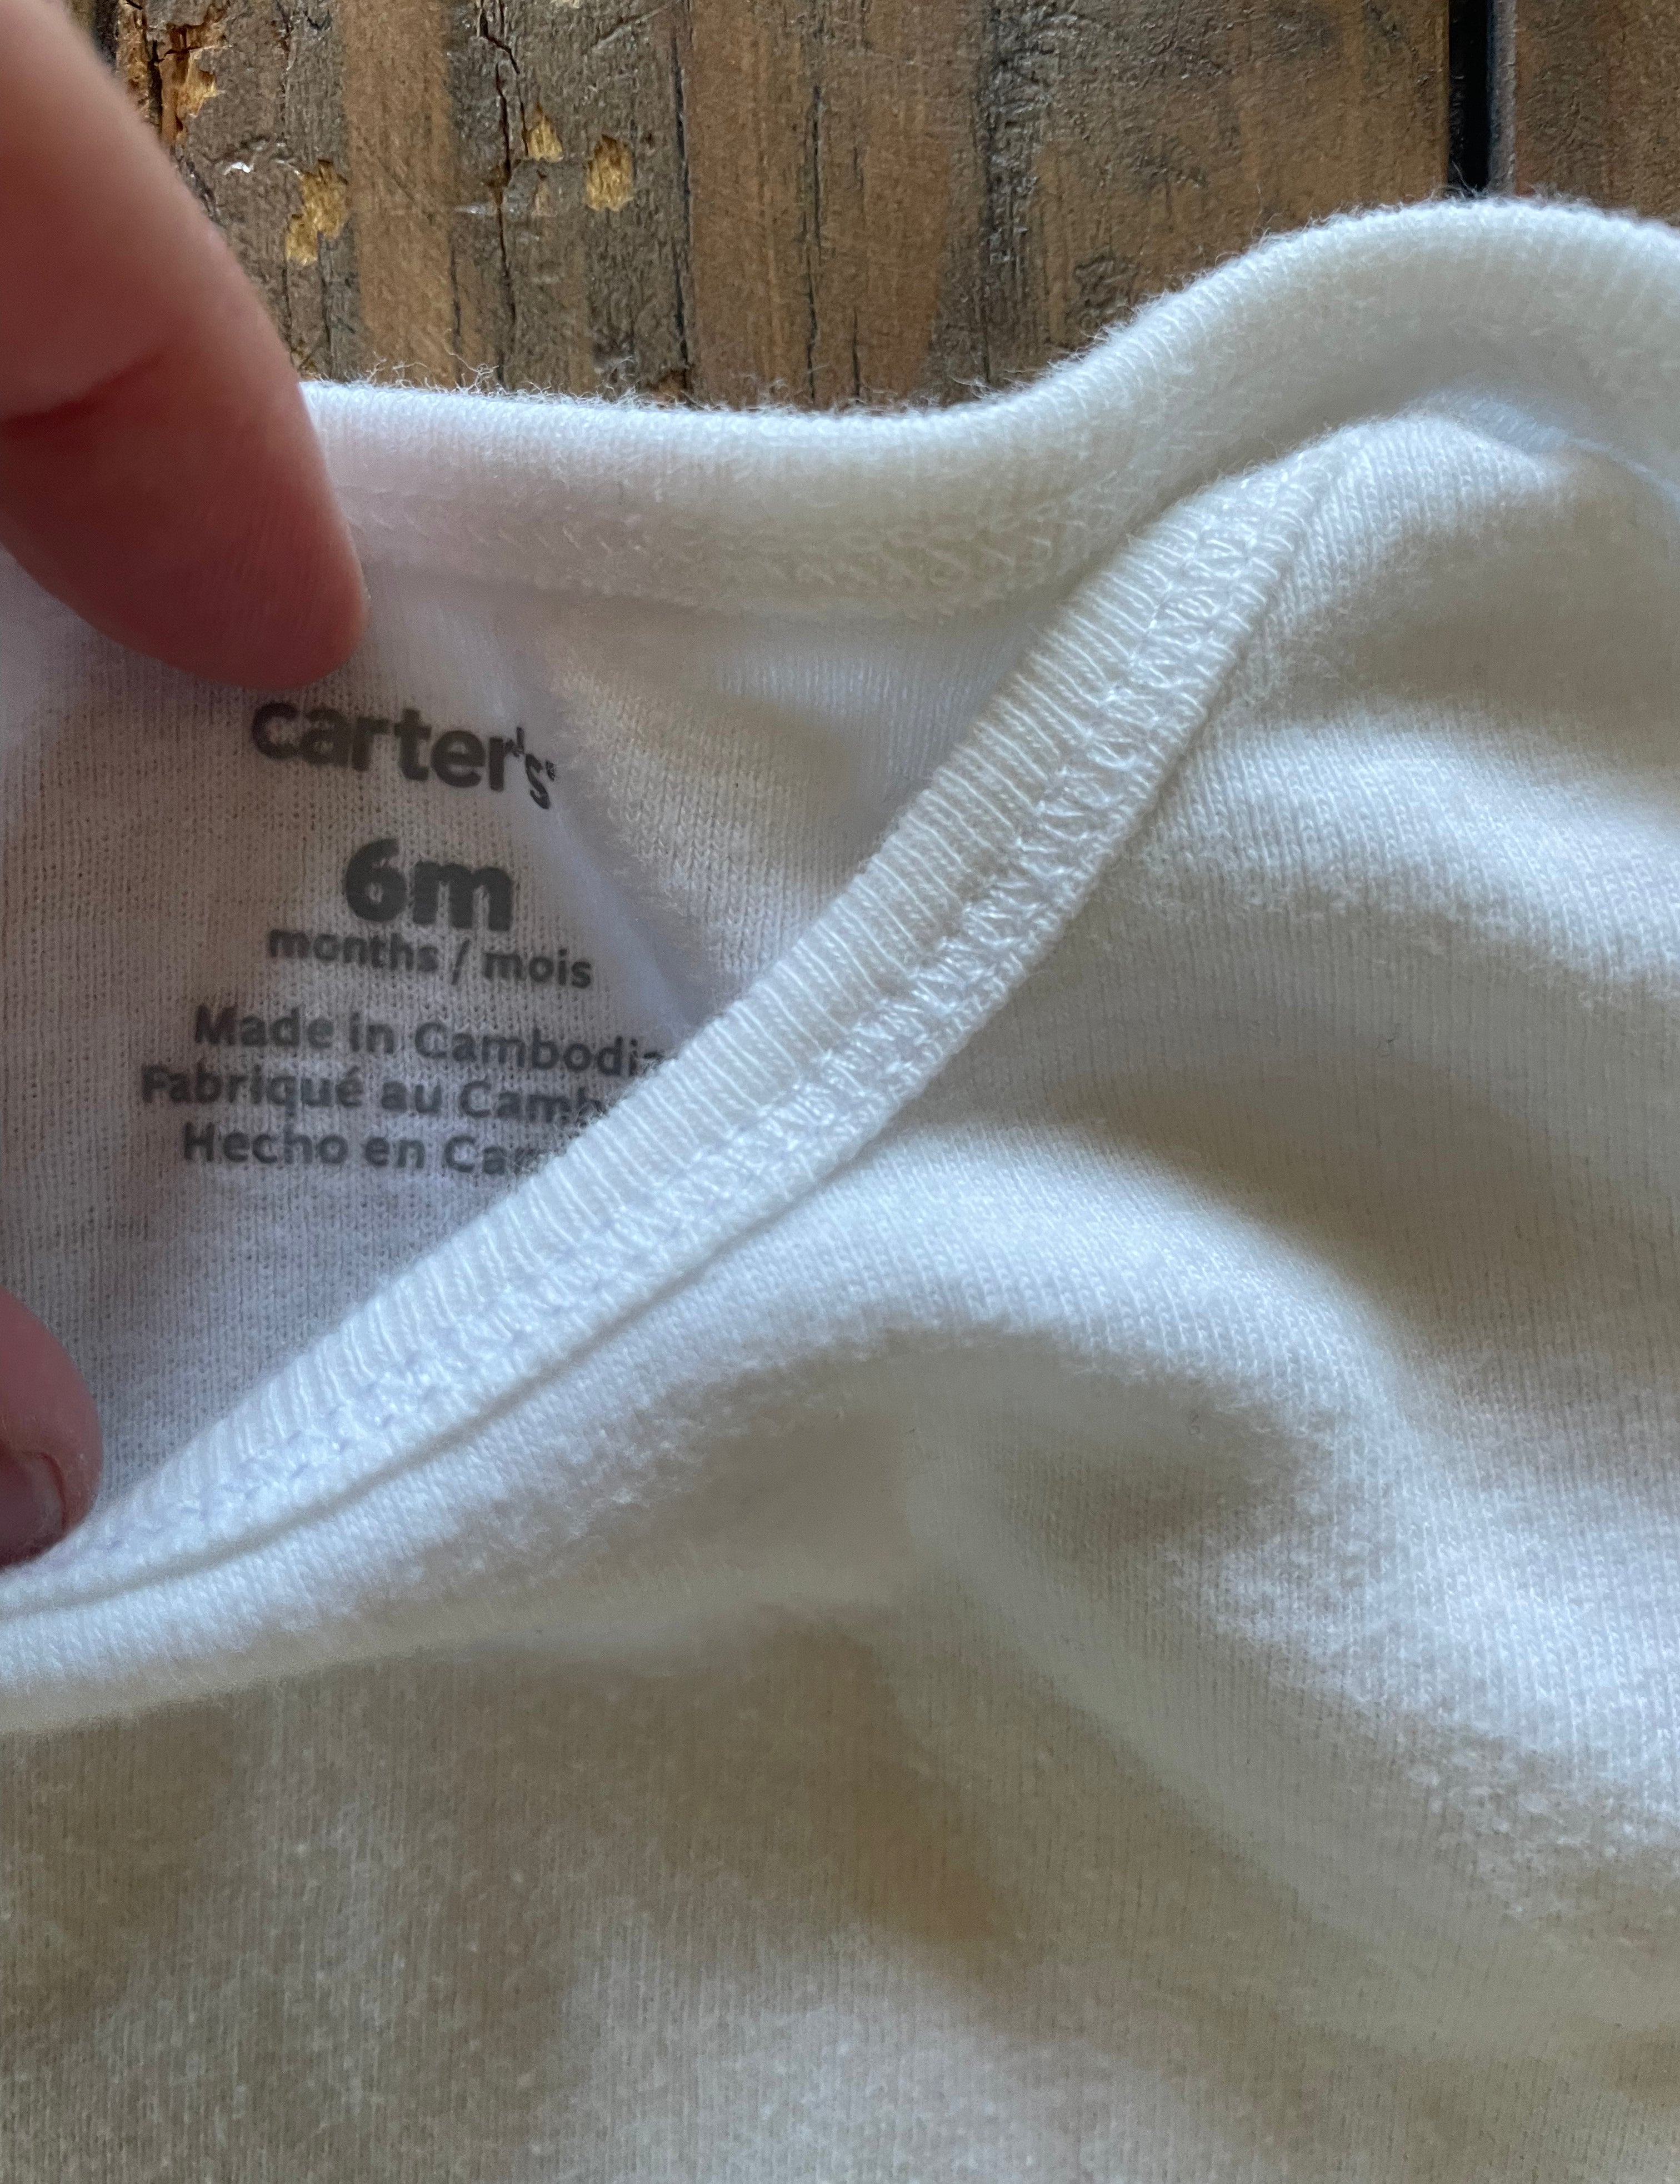 carter's
6m
months / mois
Made in Cambodia
Fabriqué au
Hecho en